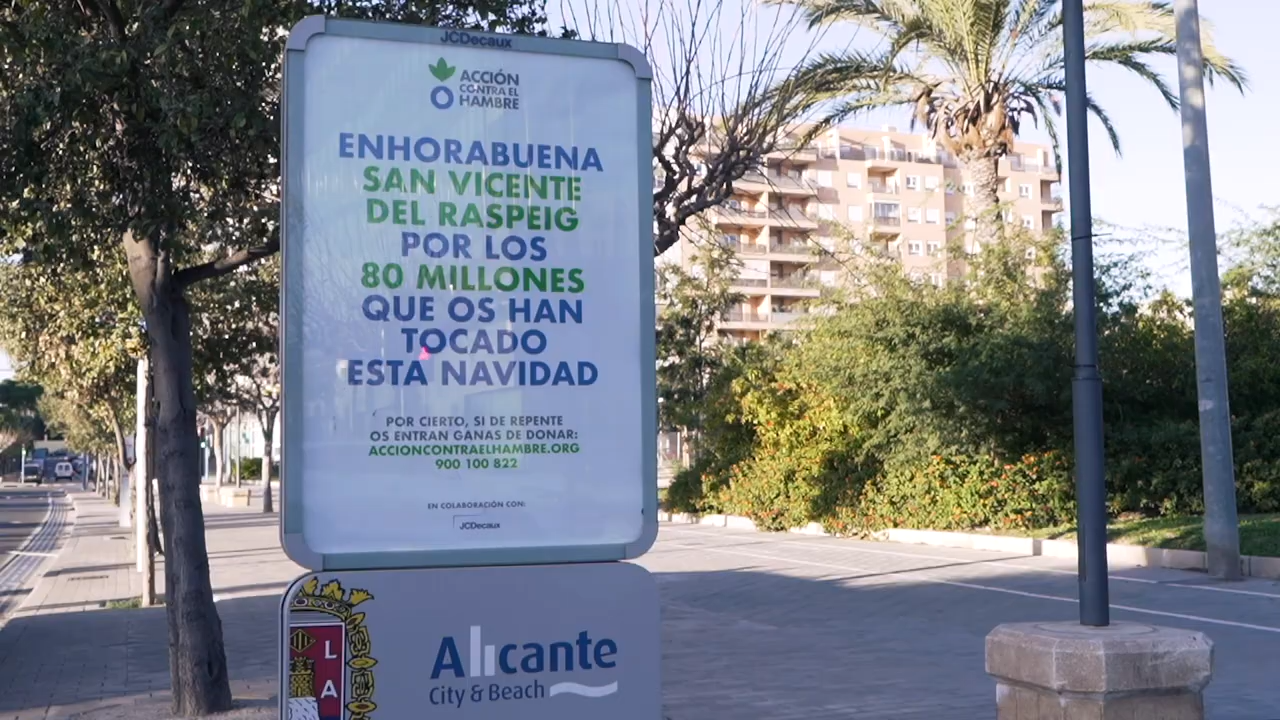 JCDecaux
ACCIÓN
CONTRA EL
HAMBRE
ENHORABUENA
SAN VICENTE
DEL RASPEIG
POR LOS
80 MILLONES
QUE OS HAN
TOCADO
ESTA NAVIDAD
POR CIERTO, SI DE REPENTE
OS ENTRAN GANAS DE DONAR:
ACCIONCONTRAELHAMBRE.ORG
900 100 822
EN COLABORACIÓN CON:
JCDecaux
L
A
Alicante
City & Beach